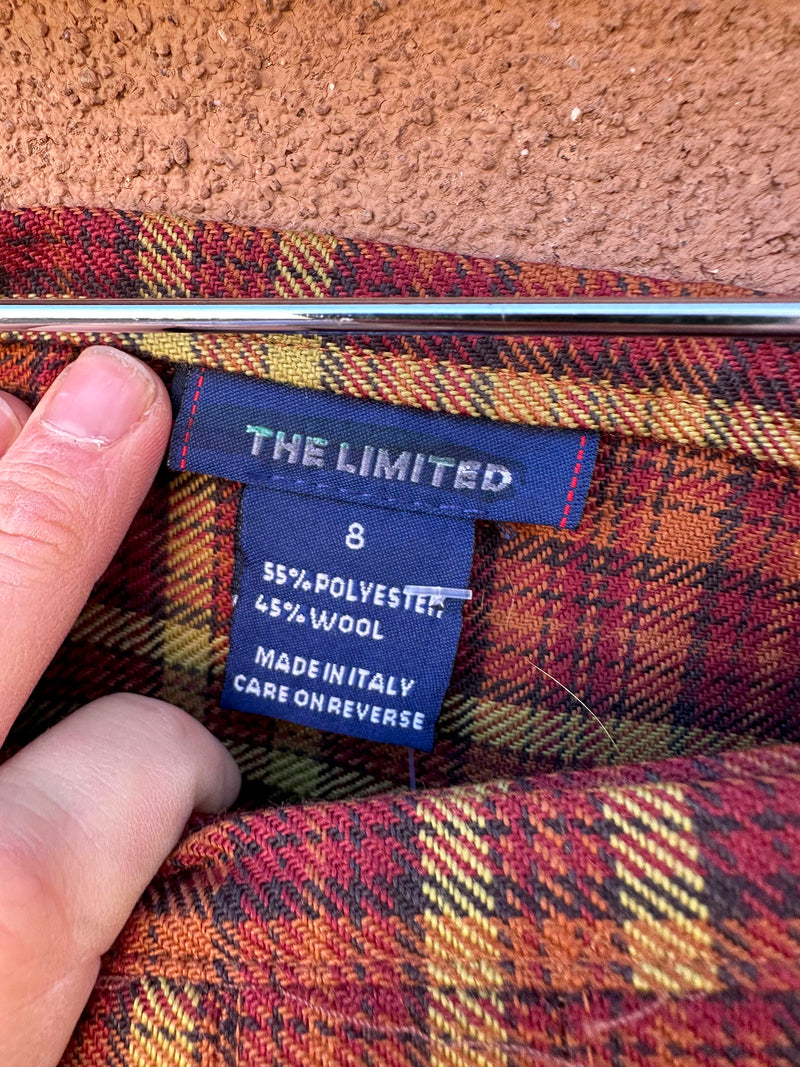 THE LIMITED
8
55% POLYESTER
45% WOOL
MADE IN ITALY
CARE ON REVERSE